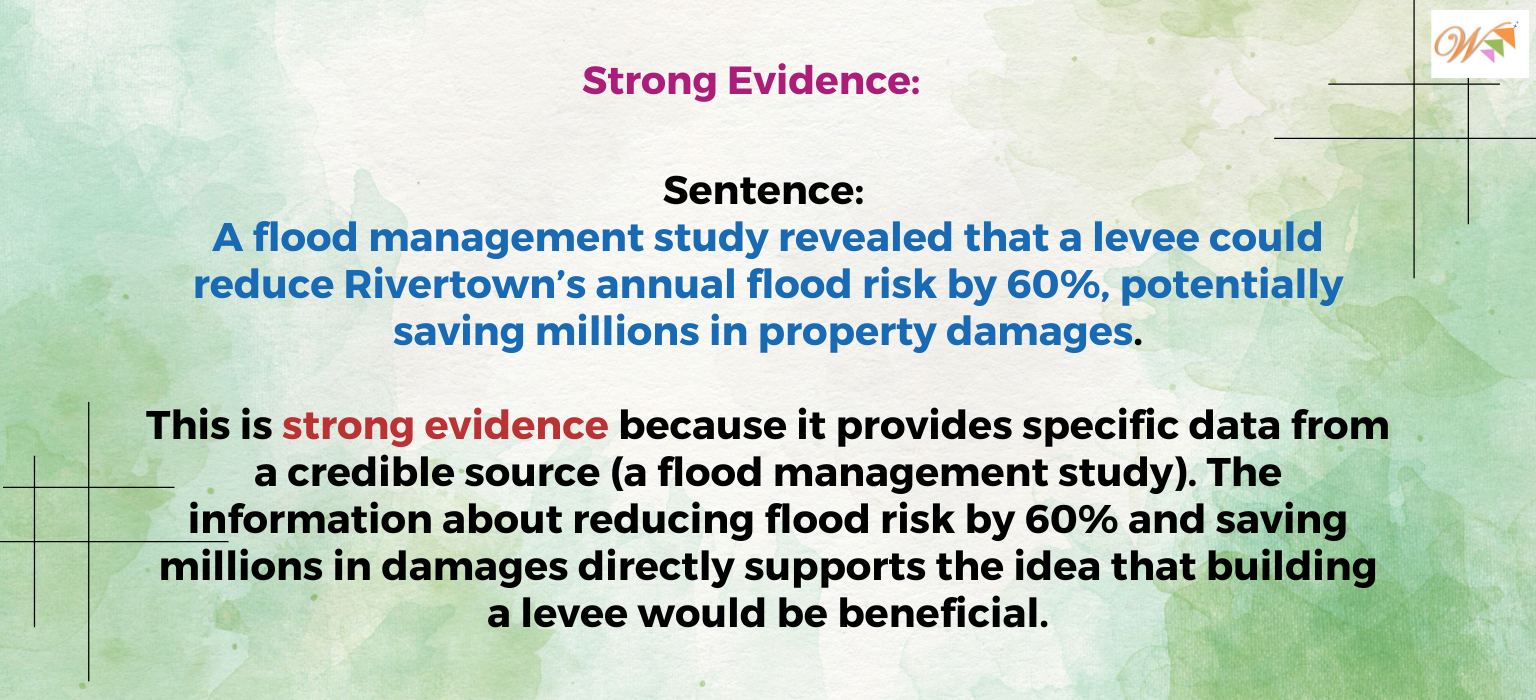 W
Strong Evidence:
Sentence:
A flood management study revealed that a levee could
reduce Rivertown’s annual flood risk by 60%, potentially
saving millions in property damages.
This is strong evidence because it provides specific data from
a credible source (a flood management study). The
information about reducing flood risk by 60% and saving
millions in damages directly supports the idea that building
a levee would be beneficial.